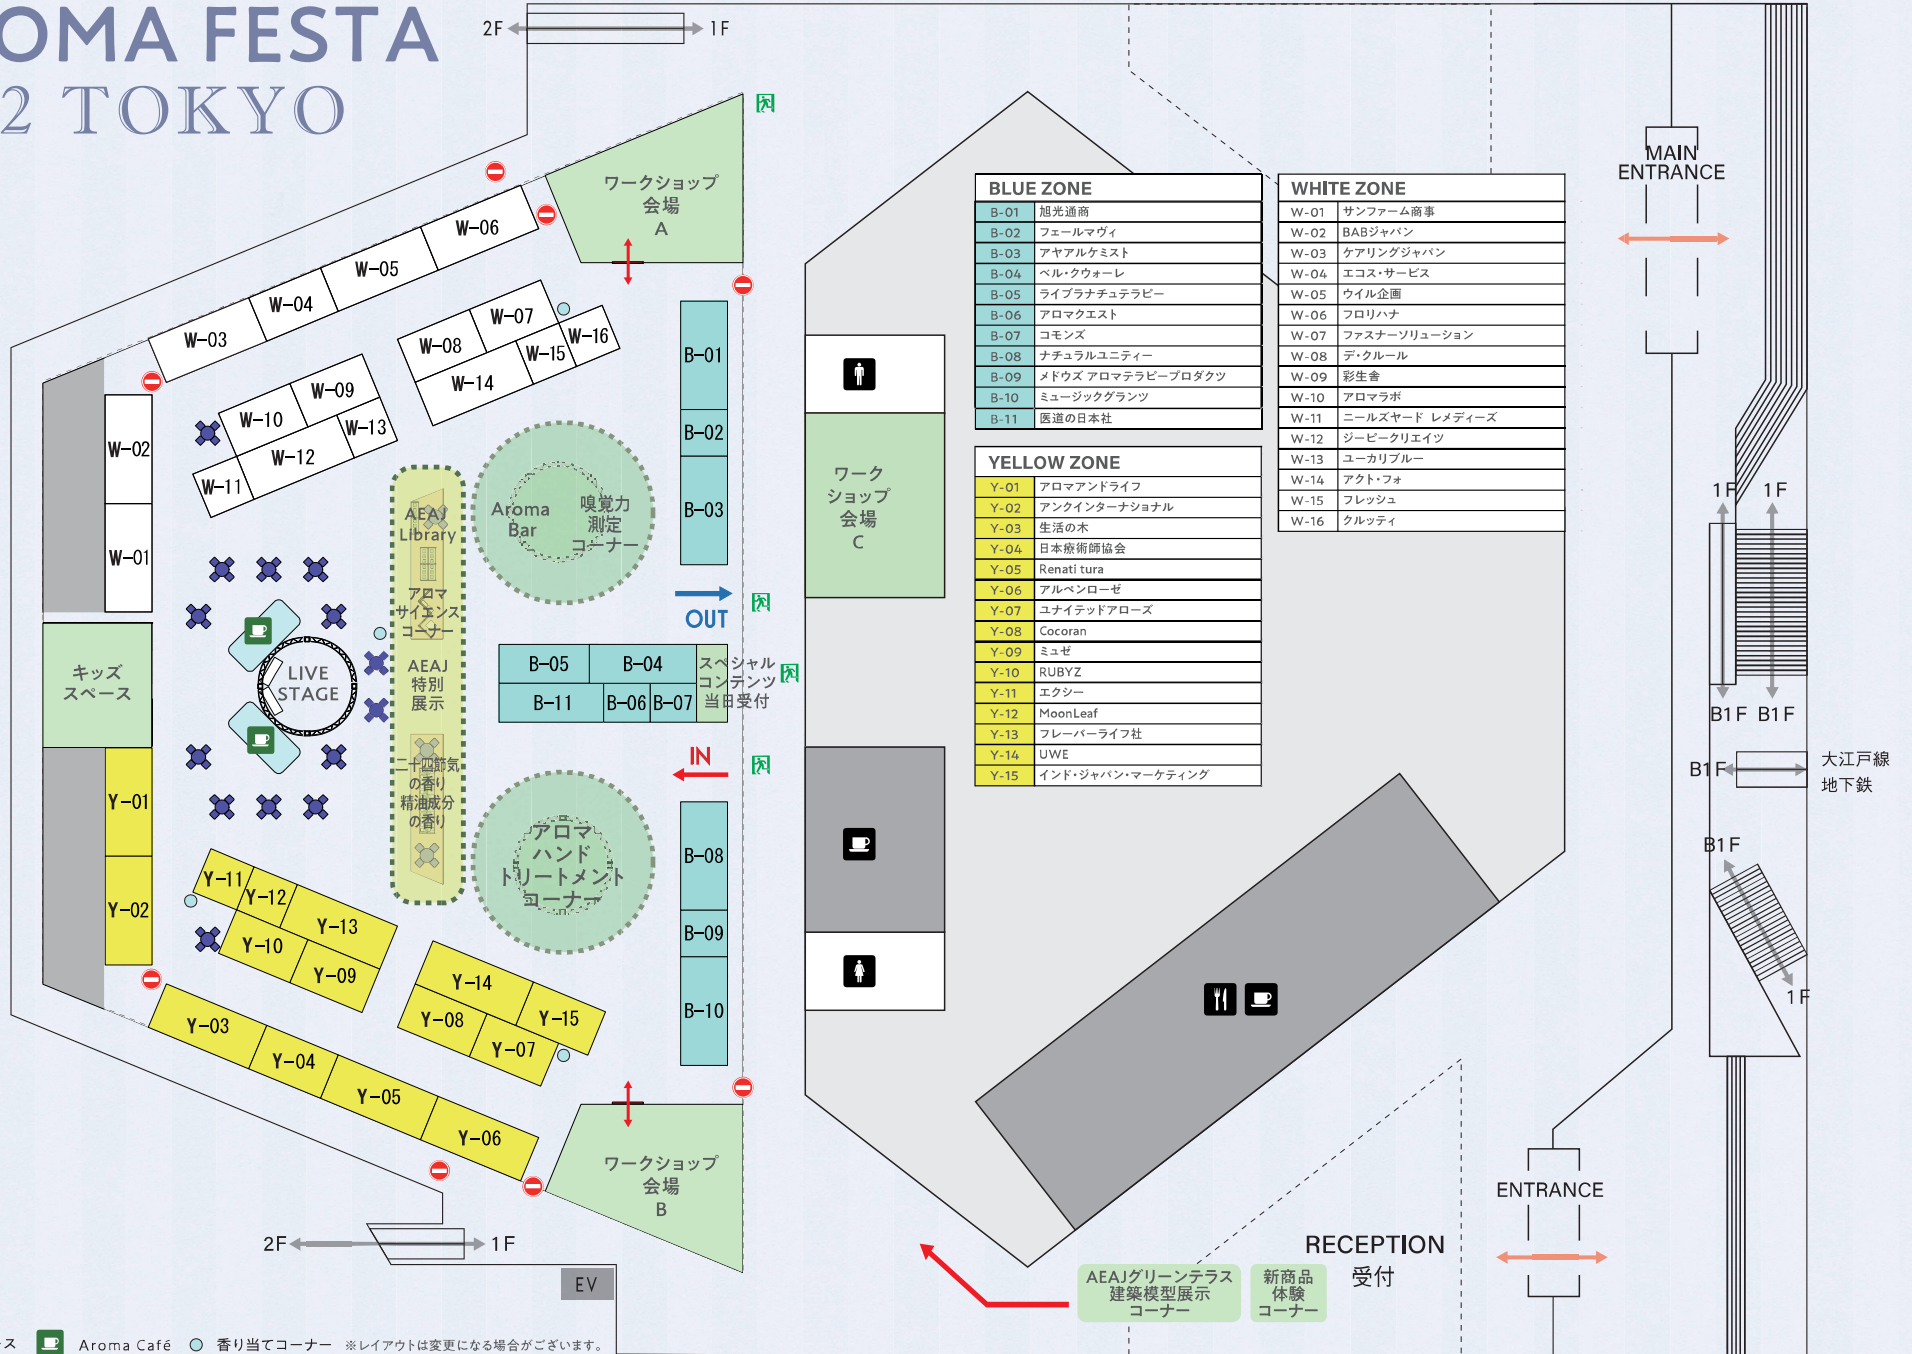 OMA FESTA
2 TOKYO
2F
1F
ワークショップ
会場
A
W-06
W-05
W-04
W-03
W-07
W-08
W-16
W-15
W-14
W-09
W-10
W-13
W-12
W-11
W-02
W-01
B-01
B-02
B-03
AEAJ
Library
アロマ
サイエンス
コーナー
AEAJ
特別
展示
二十四節気
の香り
精油成分
の香り
Aroma
Bar
嗅覚力
測定
コーナー
OUT
キッズ
スペース
LIVE
STAGE
B-05
B-04
B-11
B-06
B-07
スペシャル
コンテンツ
当日受付
IN
アロマ
ハンド
トリートメント
コーナー
B-08
B-09
B-10
Y-01
Y-02
Y-11
Y-12
Y-13
Y-10
Y-09
Y-14
Y-15
Y-08
Y-07
Y-03
Y-04
Y-05
Y-06
ワークショップ
会場
B
2F
1F
EV
ワーク
ショップ
会場
C
BLUE ZONE
B-01 旭光通商
B-02 フェールマヴィ
B-03 アヤアルケミスト
B-04 ベル・クウォーレ
B-05 ライブラナチュテラピー
B-06 アロマクエスト
B-07 コモンズ
B-08 ナチュラルユニティー
B-09 メドウズ アロマテラピープロダクツ
B-10 ミュージックグランツ
B-11 医道の日本社
YELLOW ZONE
Y-01 アロマアンドライフ
Y-02 アンクインターナショナル
Y-03 生活の木
Y-04 日本療術師協会
Y-05 Renati tura
Y-06 アルペンローゼ
Y-07 ユナイテッドアローズ
Y-08 Cocoran
Y-09 ミュゼ
Y-10 RUBYZ
Y-11 エクシー
Y-12 MoonLeaf
Y-13 フレーバーライフ社
Y-14 UWE
Y-15 インド・ジャパン・マーケティング
WHITE ZONE
W-01 サンファーム商事
W-02 BABジャパン
W-03 ケアリングジャパン
W-04 エコス・サービス
W-05 ウイル企画
W-06 フロリハナ
W-07 ファスナーソリューション
W-08 デ・クルール
W-09 彩生舎
W-10 アロマラボ
W-11 ニールズヤード レメディーズ
W-12 ジーピークリエイツ
W-13 ユーカリブルー
W-14 アクト・フォ
W-15 フレッシュ
W-16 クルッティ
MAIN
ENTRANCE
1F
1F
B1F
B1F
B1F
大江戸線
地下鉄
B1F
1F
ENTRANCE
RECEPTION
受付
AEAJグリーンテラス
建築模型展示
コーナー
新商品
体験
コーナー
ース
Aroma Café
香り当てコーナー
※レイアウトは変更になる場合がございます。